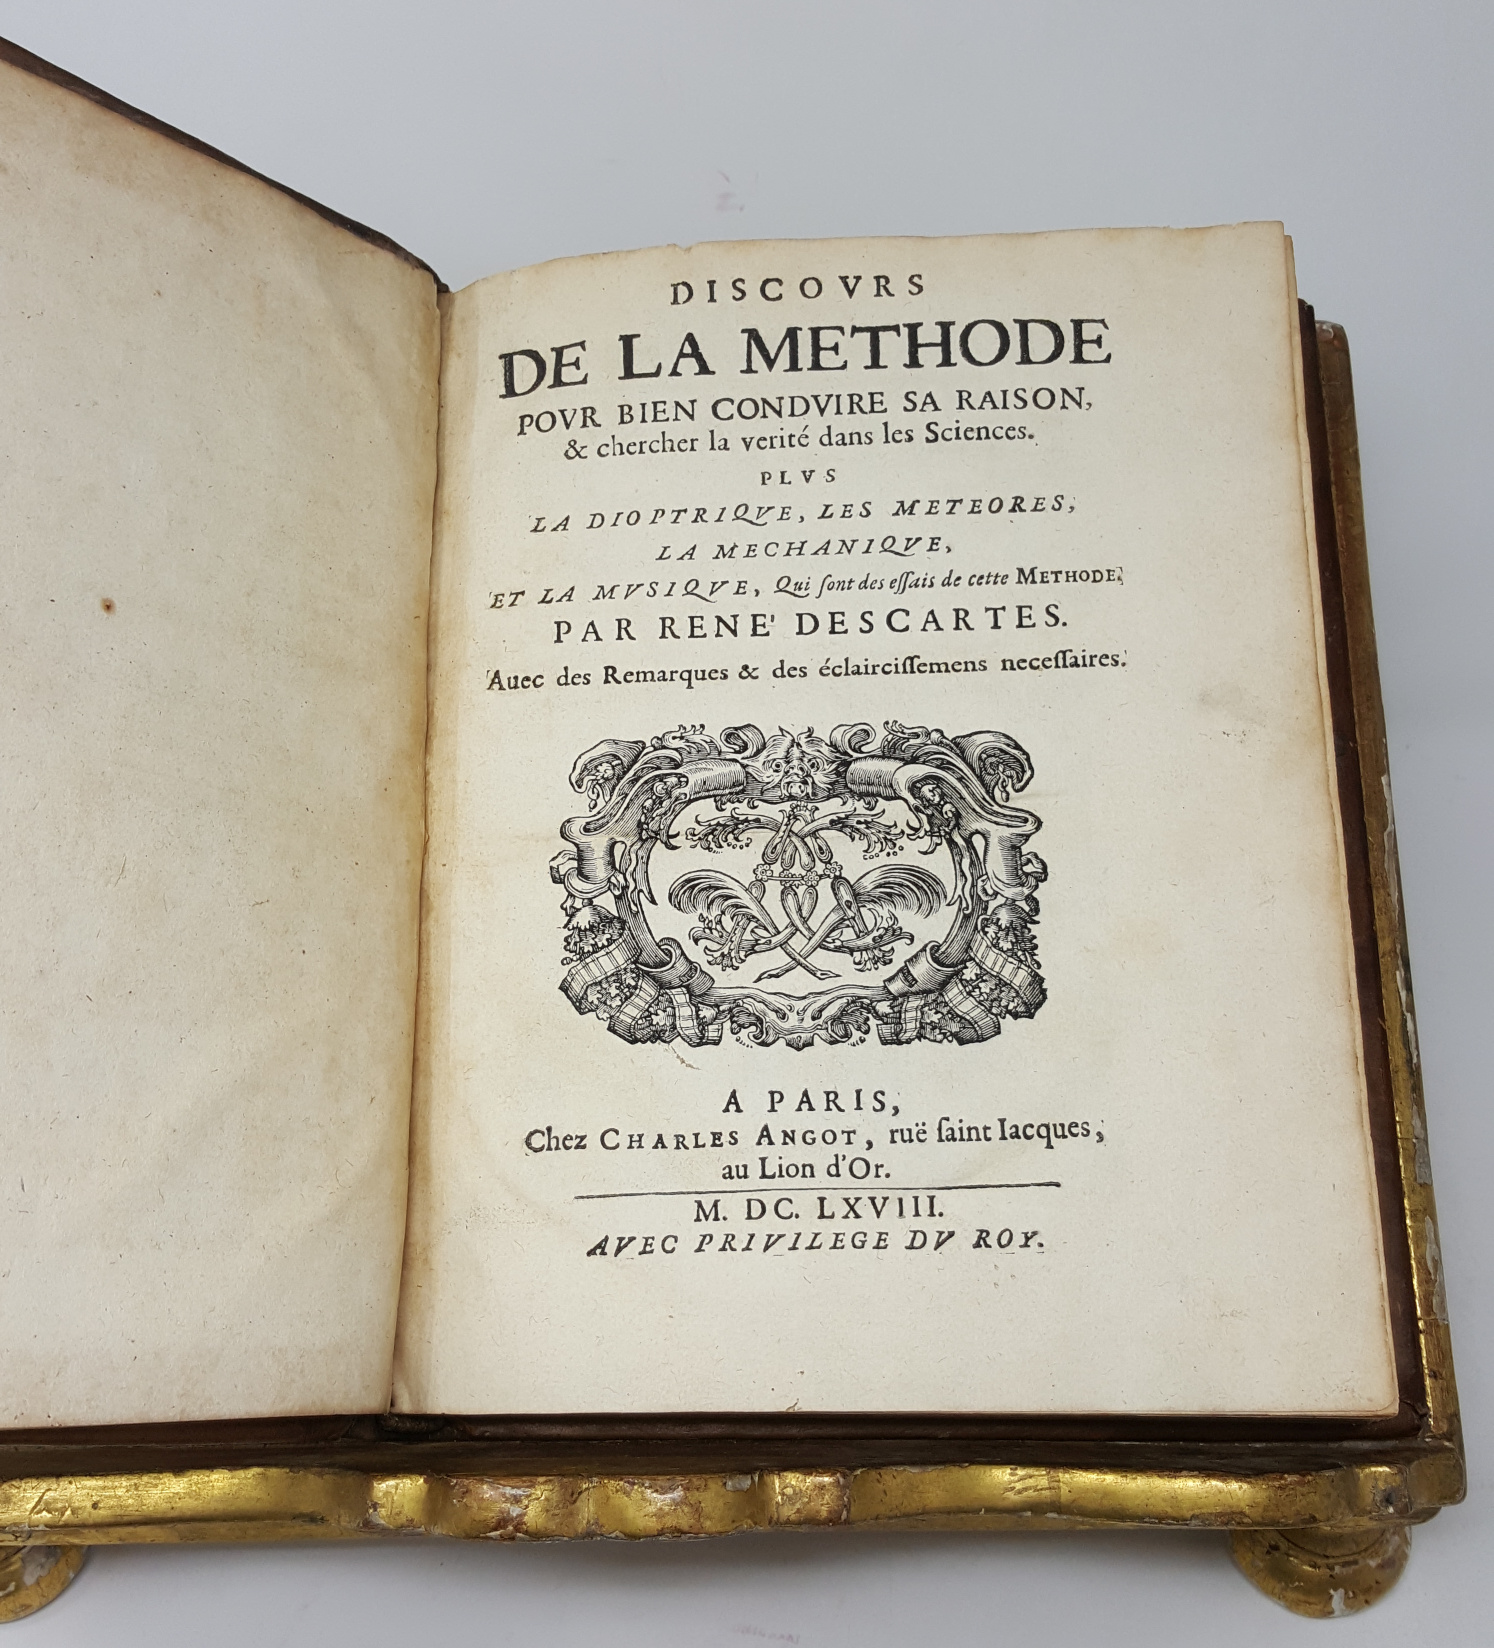 DISCOVRS
DE LA METHODE
POVR BIEN CONDVIRE SA RAISON,
& chercher la verité dans les Sciences.
PLVS
LA DIOPTRIQVE, LES METEORES,
LA MECHANIQVE,
ET LA MVSIQVE, Qui ſont des eſſais de cette METHODE.
PAR RENE' DESCARTES.
Auec des Remarques & des éclairciſſemens neceſſaires.
A PARIS,
Chez CHARLES ANGOT, ruë ſaint Iacques,
au Lion d'Or.
M. DC. LXVIII.
AVEC PRIVILEGE DV ROY.